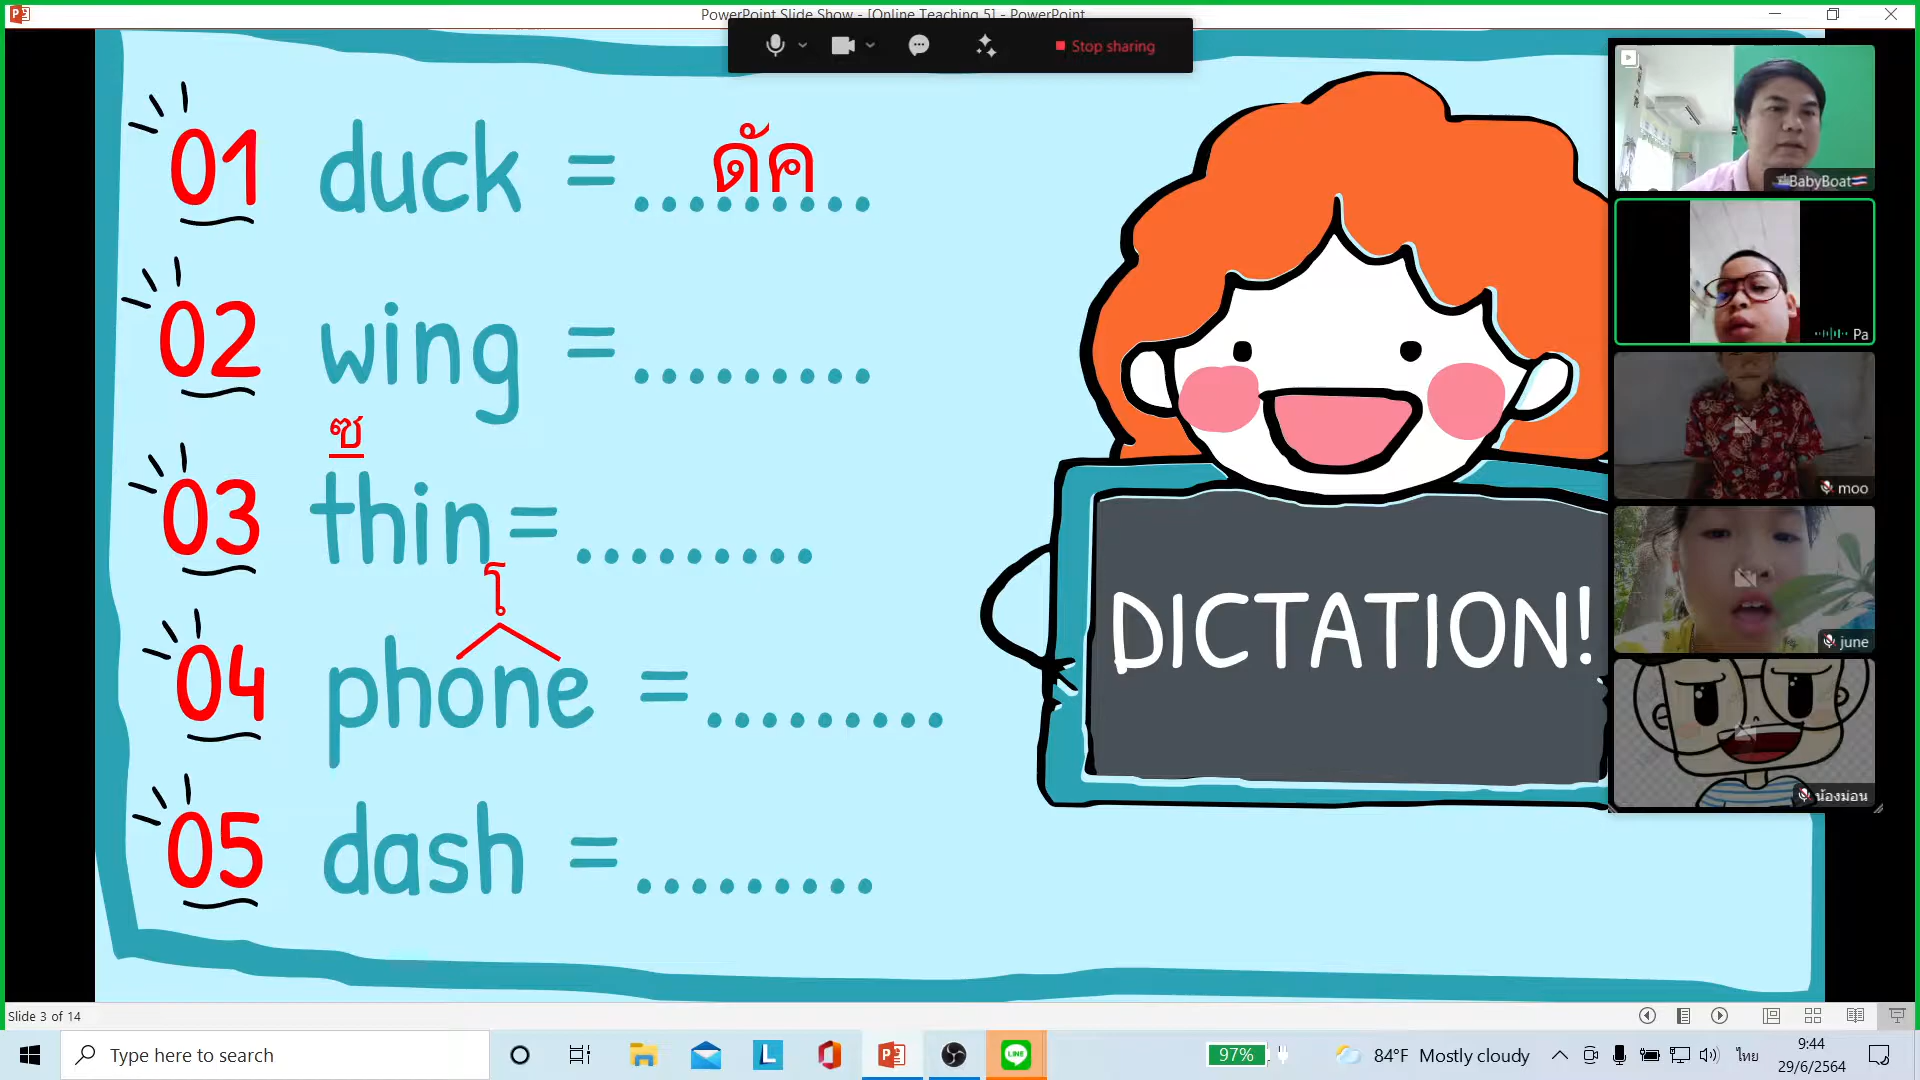 PowerPoint Slide Show - [Online Teaching 5] - PowerPoint
Stop sharing
01 duck = ดัค.........
02 wing =.........
ซ
03 thin=.........
โ
04 phone =.........
05 dash =.........
DICTATION!
BabyBoat
Pa
moo
june
น้องม่อน
Slide 3 of 14
Type here to search
L
LINE
97%
84°F Mostly cloudy
ไทย
9:44
29/6/2564